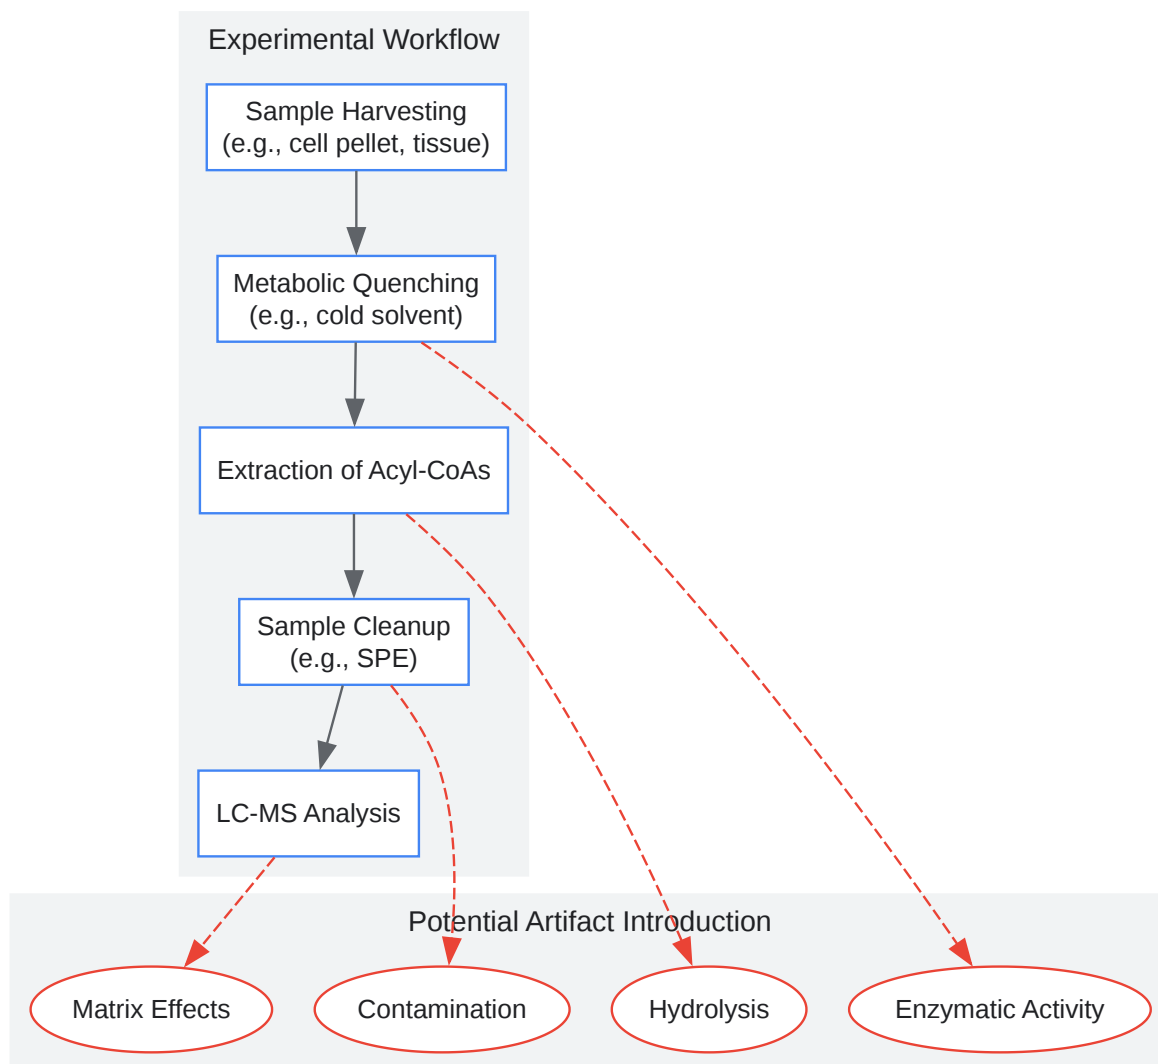 Experimental Workflow
Sample Harvesting
(e.g., cell pellet, tissue)
Metabolic Quenching
(e.g., cold solvent)
Extraction of Acyl-CoAs
Sample Cleanup
(e.g., SPE)
LC-MS Analysis
Potential Artifact Introduction
Matrix Effects
Contamination
Hydrolysis
Enzymatic Activity